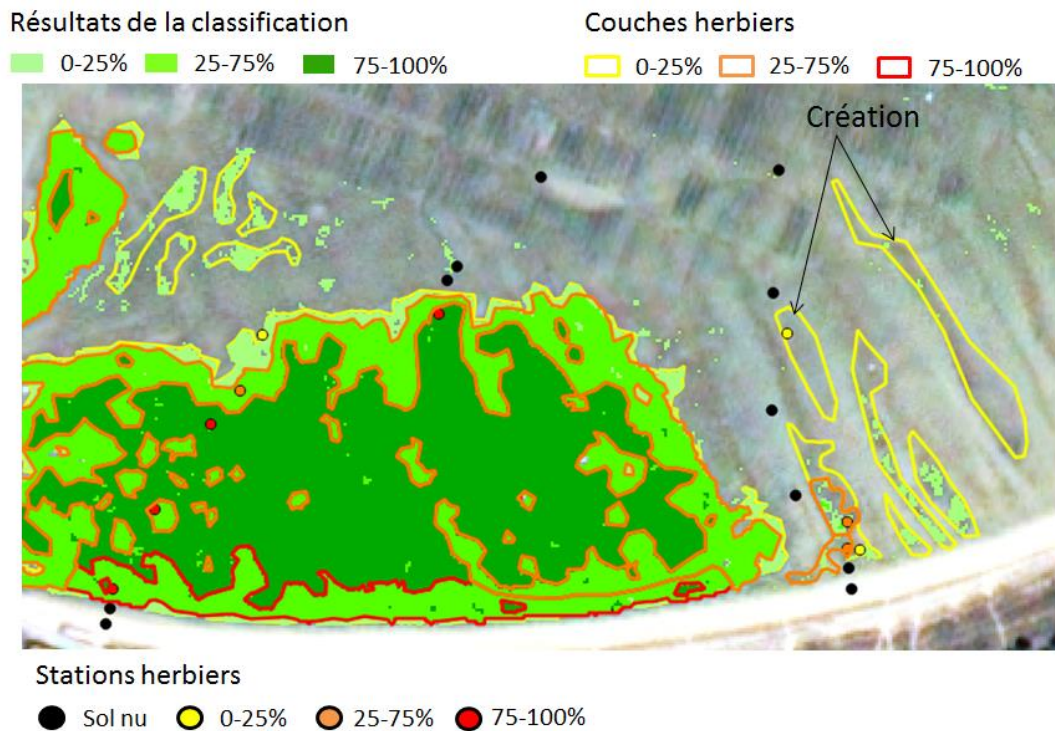 Résultats de la classification
Couches herbiers
0-25% 25-75% 75-100%
0-25% 25-75% 75-100%
Création
Stations herbiers
Sol nu 0-25% 25-75% 75-100%